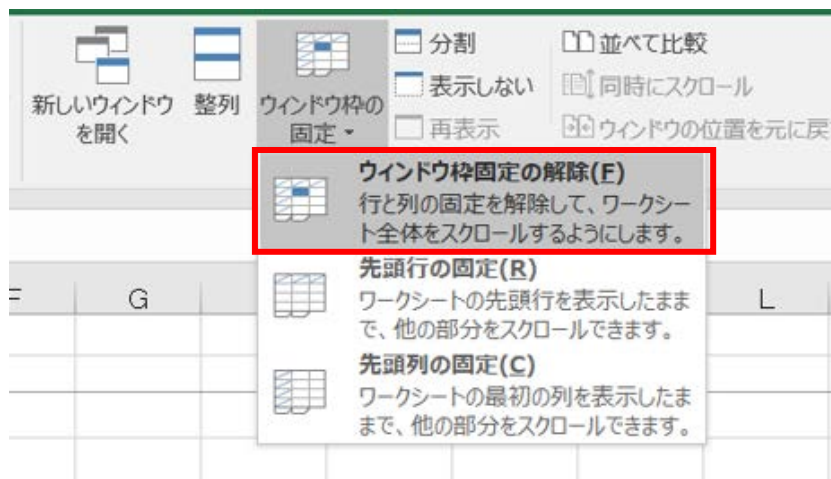 新しいウィンドウ
を開く
整列
ウィンドウ枠の
固定
分割
表示しない
再表示
並べて比較
同時にスクロール
ウィンドウの位置を元に戻
ウィンドウ枠固定の解除(F)
行と列の固定を解除して、ワークシー
ト全体をスクロールするようにします。
先頭行の固定(R)
ワークシートの先頭行を表示したまま
で、他の部分をスクロールできます。
先頭列の固定(C)
ワークシートの最初の列を表示したま
まで、他の部分をスクロールできます。
G
L